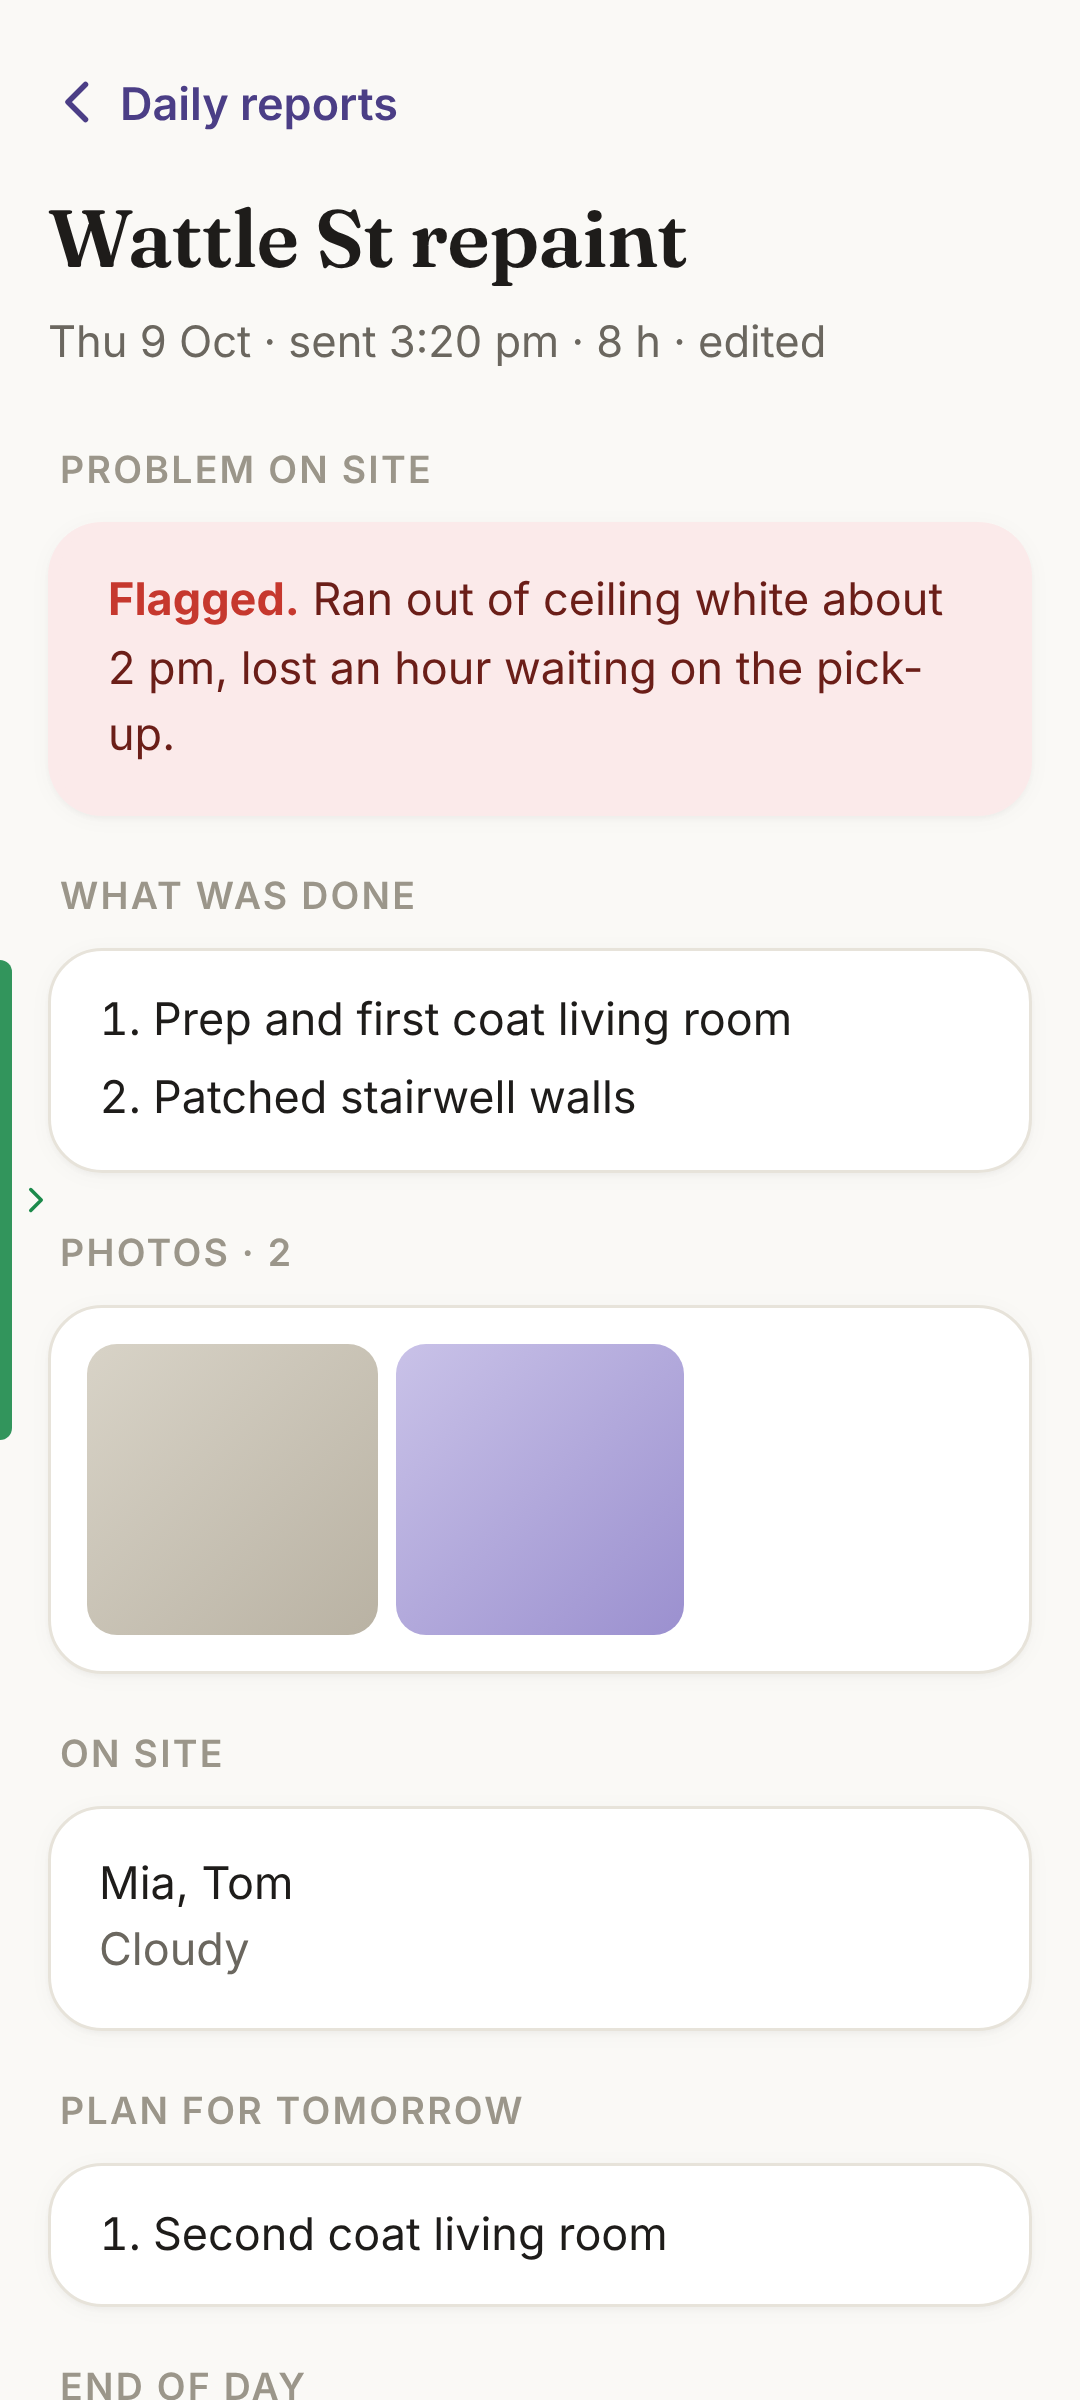 Daily reports
Wattle St repaint
Thu 9 Oct · sent 3:20 pm · 8 h · edited
PROBLEM ON SITE
Flagged. Ran out of ceiling white about
2 pm, lost an hour waiting on the pick-
up.
WHAT WAS DONE
1. Prep and first coat living room
2. Patched stairwell walls
PHOTOS · 2
ON SITE
Mia, Tom
Cloudy
PLAN FOR TOMORROW
1. Second coat living room
END OF DAY